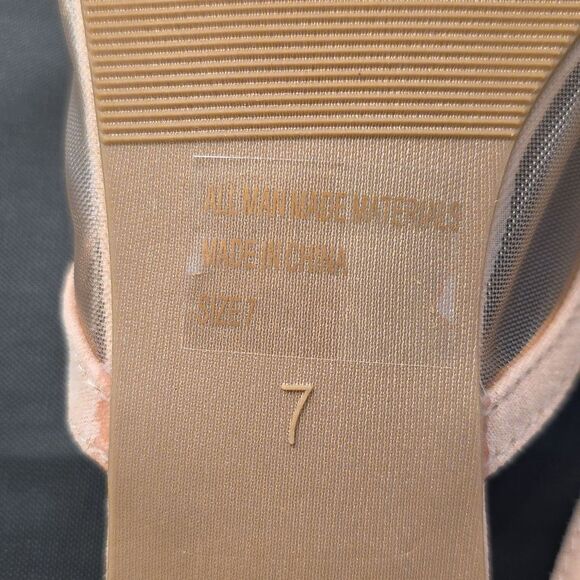 ALL MAN MADE MATERIALS
MADE IN CHINA
SIZE 7
7